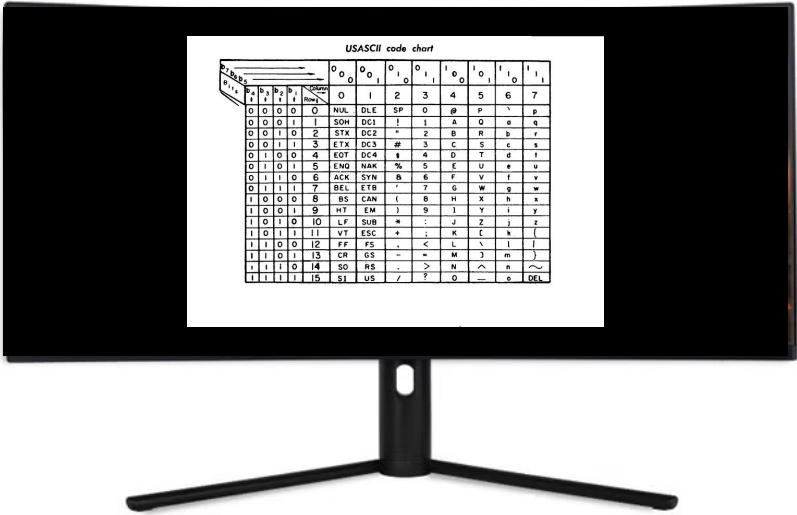 USASCII code chart
b7 b6 b5 0 0 0 0 0 1 0 1 0 0 1 1 1 0 0 1 0 1 1 1 0 1 1 1
Bits b4 b3 b2 b1 Column Row 0 1 2 3 4 5 6 7
0 0 0 0 0 NUL DLE SP 0 @ P ` p
0 0 0 1 1 SOH DC1 ! 1 A Q a q
0 0 1 0 2 STX DC2 " 2 B R b r
0 0 1 1 3 ETX DC3 # 3 C S c s
0 1 0 0 4 EOT DC4 $ 4 D T d t
0 1 0 1 5 ENQ NAK % 5 E U e u
0 1 1 0 6 ACK SYN & 6 F V f v
0 1 1 1 7 BEL ETB ' 7 G W g w
1 0 0 0 8 BS CAN ( 8 H X h x
1 0 0 1 9 HT EM ) 9 I Y i y
1 0 1 0 10 LF SUB * : J Z j z
1 0 1 1 11 VT ESC + ; K [ k {
1 1 0 0 12 FF FS , < L \ l |
1 1 0 1 13 CR GS - = M ] m }
1 1 1 0 14 SO RS . > N ^ n ~
1 1 1 1 15 SI US / ? O _ o DEL